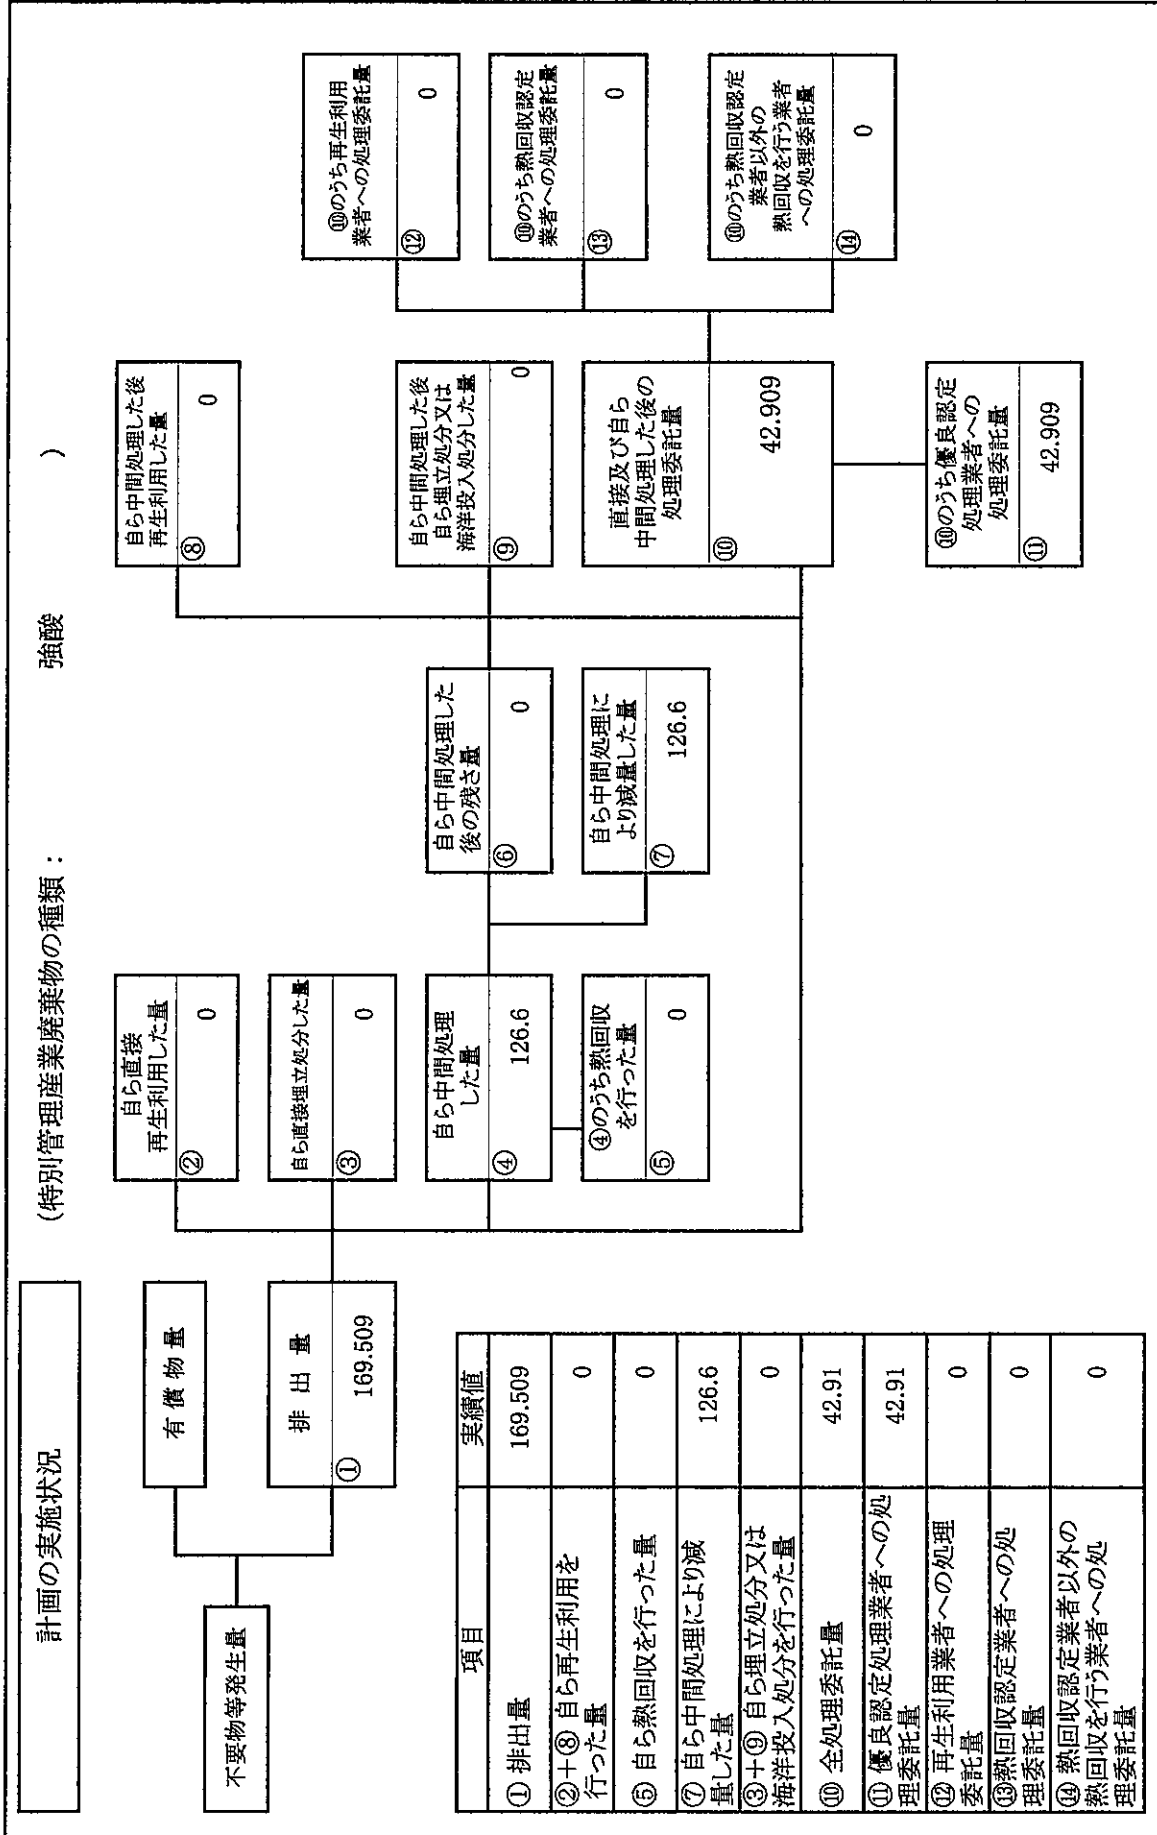 計画の実施状況
(特別管理産業廃棄物の種類：　強酸　)
不要物等発生量
有償物量
排出量
①
169.509
自ら直接
再生利用した量
②
0
自ら直接埋立処分した量
③
0
自ら中間処理
した量
④
126.6
④のうち熱回収
を行った量
⑤
0
自ら中間処理した
後の残さ量
⑥
0
自ら中間処理に
より減量した量
⑦
126.6
自ら中間処理した後
再生利用した量
⑧
0
自ら中間処理した後
自ら埋立処分又は
海洋投入処分した量
⑨
0
直接及び自ら
中間処理した後の
処理委託量
⑩
42.909
⑩のうち優良認定
処理業者への
処理委託量
⑪
42.909
⑩のうち再生利用
業者への処理委託量
⑫
0
⑩のうち熱回収認定
業者への処理委託量
⑬
0
⑩のうち熱回収認定
業者以外の
熱回収を行う業者
への処理委託量
⑭
0
項目　実績値
① 排出量　169.509
②+⑧ 自ら再生利用を
行った量　0
⑤ 自ら熱回収を行った量　0
⑦ 自ら中間処理により減
量した量　126.6
③+⑨ 自ら埋立処分又は
海洋投入処分を行った量　0
⑩ 全処理委託量　42.91
⑪ 優良認定処理業者への処
理委託量　42.91
⑫ 再生利用業者への処理
委託量　0
⑬熱回収認定業者への処
理委託量　0
⑭ 熱回収認定業者以外の
熱回収を行う業者への処
理委託量　0